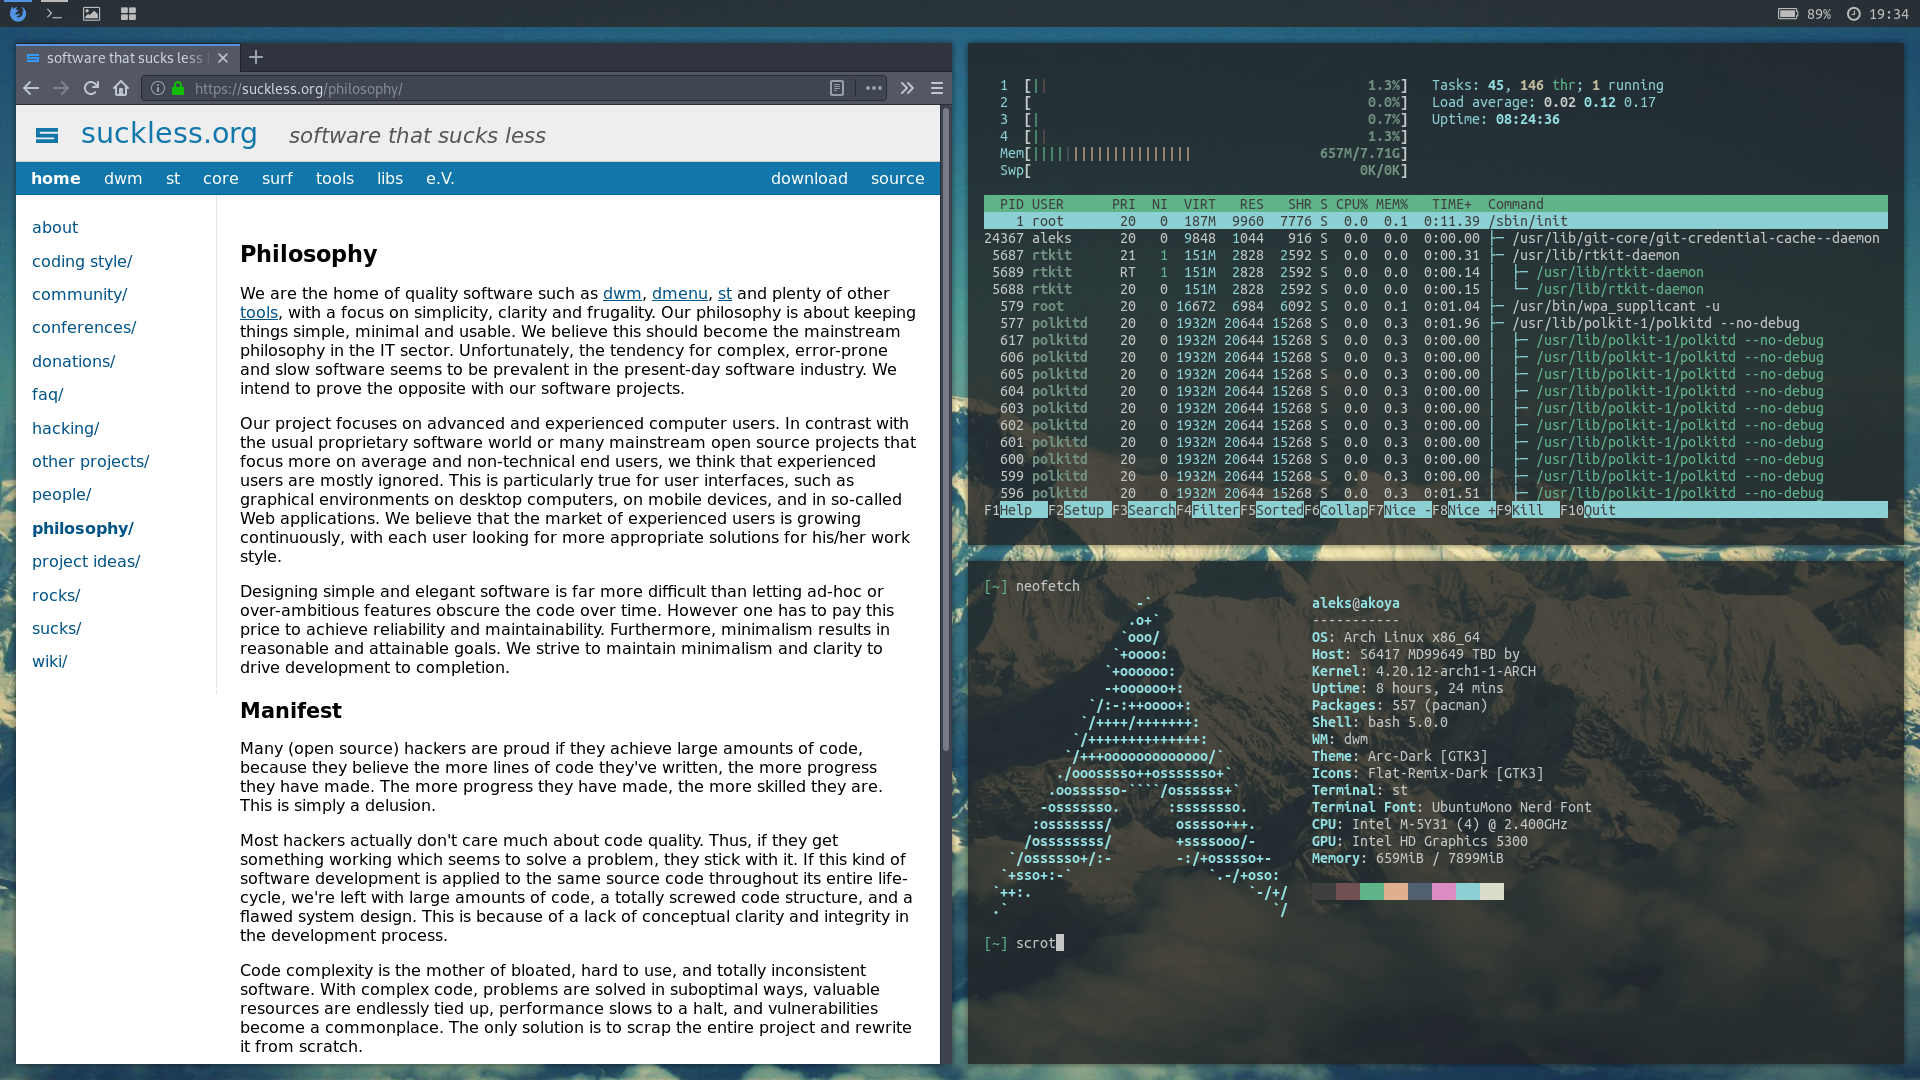 89% 19:34
software that sucks less
https://suckless.org/philosophy/
suckless.org software that sucks less
home dwm st core surf tools libs e.V. download source
about
coding style/
community/
conferences/
donations/
faq/
hacking/
other projects/
people/
philosophy/
project ideas/
rocks/
sucks/
wiki/
Philosophy
We are the home of quality software such as dwm, dmenu, st and plenty of other
tools, with a focus on simplicity, clarity and frugality. Our philosophy is about keeping
things simple, minimal and usable. We believe this should become the mainstream
philosophy in the IT sector. Unfortunately, the tendency for complex, error-prone
and slow software seems to be prevalent in the present-day software industry. We
intend to prove the opposite with our software projects.
Our project focuses on advanced and experienced computer users. In contrast with
the usual proprietary software world or many mainstream open source projects that
focus more on average and non-technical end users, we think that experienced
users are mostly ignored. This is particularly true for user interfaces, such as
graphical environments on desktop computers, on mobile devices, and in so-called
Web applications. We believe that the market of experienced users is growing
continuously, with each user looking for more appropriate solutions for his/her work
style.
Designing simple and elegant software is far more difficult than letting ad-hoc or
over-ambitious features obscure the code over time. However one has to pay this
price to achieve reliability and maintainability. Furthermore, minimalism results in
reasonable and attainable goals. We strive to maintain minimalism and clarity to
drive development to completion.
Manifest
Many (open source) hackers are proud if they achieve large amounts of code,
because they believe the more lines of code they've written, the more progress
they have made. The more progress they have made, the more skilled they are.
This is simply a delusion.
Most hackers actually don't care much about code quality. Thus, if they get
something working which seems to solve a problem, they stick with it. If this kind of
software development is applied to the same source code throughout its entire life-
cycle, we're left with large amounts of code, a totally screwed code structure, and a
flawed system design. This is because of a lack of conceptual clarity and integrity in
the development process.
Code complexity is the mother of bloated, hard to use, and totally inconsistent
software. With complex code, problems are solved in suboptimal ways, valuable
resources are endlessly tied up, performance slows to a halt, and vulnerabilities
become a commonplace. The only solution is to scrap the entire project and rewrite
it from scratch.
1 [|| 1.3%] Tasks: 45, 146 thr; 1 running
2 [ 0.0%] Load average: 0.02 0.12 0.17
3 [| 0.7%] Uptime: 08:24:36
4 [|| 1.3%]
Mem[|||||||||||||||||||| 657M/7.71G]
Swp[ 0K/0K]
PID USER PRI NI VIRT RES SHR S CPU% MEM% TIME+ Command
1 root 20 0 187M 9960 7776 S 0.0 0.1 0:11.39 /sbin/init
24367 aleks 20 0 9848 1044 916 S 0.0 0.0 0:00.00 ├─ /usr/lib/git-core/git-credential-cache--daemon
5687 rtkit 21 1 151M 2828 2592 S 0.0 0.0 0:00.31 ├─ /usr/lib/rtkit-daemon
5689 rtkit RT 1 151M 2828 2592 S 0.0 0.0 0:00.14 │ ├─ /usr/lib/rtkit-daemon
5688 rtkit 20 0 151M 2828 2592 S 0.0 0.0 0:00.15 │ └─ /usr/lib/rtkit-daemon
579 root 20 0 16672 6984 6092 S 0.0 0.1 0:01.04 ├─ /usr/bin/wpa_supplicant -u
577 polkitd 20 0 1932M 20644 15268 S 0.0 0.3 0:01.96 ├─ /usr/lib/polkit-1/polkitd --no-debug
617 polkitd 20 0 1932M 20644 15268 S 0.0 0.3 0:00.00 │ ├─ /usr/lib/polkit-1/polkitd --no-debug
606 polkitd 20 0 1932M 20644 15268 S 0.0 0.3 0:00.00 │ ├─ /usr/lib/polkit-1/polkitd --no-debug
605 polkitd 20 0 1932M 20644 15268 S 0.0 0.3 0:00.00 │ ├─ /usr/lib/polkit-1/polkitd --no-debug
604 polkitd 20 0 1932M 20644 15268 S 0.0 0.3 0:00.00 │ ├─ /usr/lib/polkit-1/polkitd --no-debug
603 polkitd 20 0 1932M 20644 15268 S 0.0 0.3 0:00.00 │ ├─ /usr/lib/polkit-1/polkitd --no-debug
602 polkitd 20 0 1932M 20644 15268 S 0.0 0.3 0:00.00 │ ├─ /usr/lib/polkit-1/polkitd --no-debug
601 polkitd 20 0 1932M 20644 15268 S 0.0 0.3 0:00.00 │ ├─ /usr/lib/polkit-1/polkitd --no-debug
600 polkitd 20 0 1932M 20644 15268 S 0.0 0.3 0:00.00 │ ├─ /usr/lib/polkit-1/polkitd --no-debug
599 polkitd 20 0 1932M 20644 15268 S 0.0 0.3 0:00.00 │ ├─ /usr/lib/polkit-1/polkitd --no-debug
596 polkitd 20 0 1932M 20644 15268 S 0.0 0.3 0:01.51 │ ├─ /usr/lib/polkit-1/polkitd --no-debug
F1Help F2Setup F3SearchF4FilterF5SortedF6CollapF7Nice -F8Nice +F9Kill F10Quit
[~] neofetch
aleks@akoya
-----------
OS: Arch Linux x86_64
Host: S6417 MD99649 TBD by
Kernel: 4.20.12-arch1-1-ARCH
Uptime: 8 hours, 24 mins
Packages: 557 (pacman)
Shell: bash 5.0.0
WM: dwm
Theme: Arc-Dark [GTK3]
Icons: Flat-Remix-Dark [GTK3]
Terminal: st
Terminal Font: UbuntuMono Nerd Font
CPU: Intel M-5Y31 (4) @ 2.400GHz
GPU: Intel HD Graphics 5300
Memory: 659MiB / 7899MiB
[~] scrot